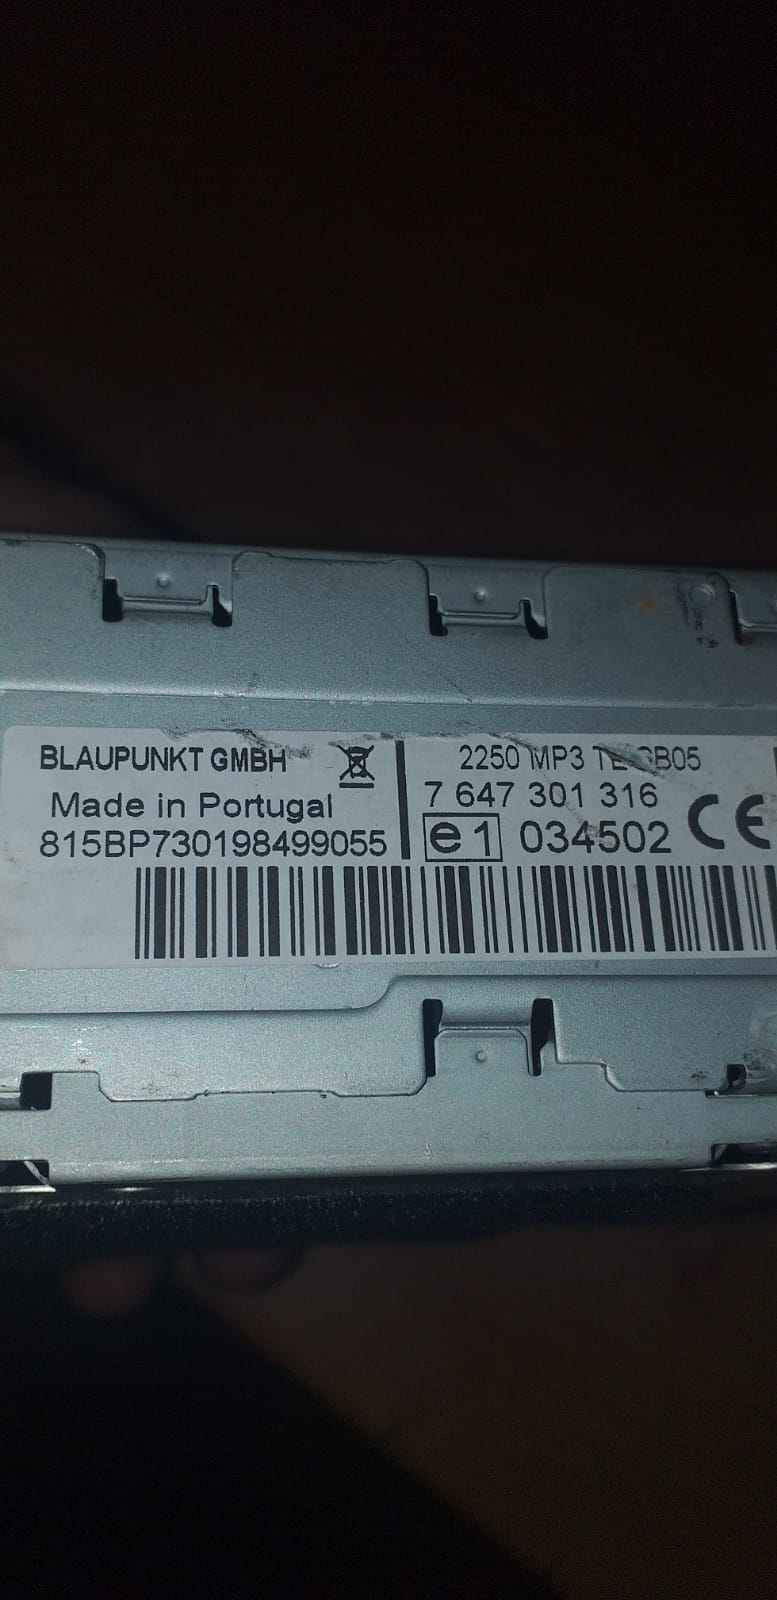 BLAUPUNKT GMBH
Made in Portugal
815BP730198499055
2250 MP3
7 647 301 316
e1 034502 CE